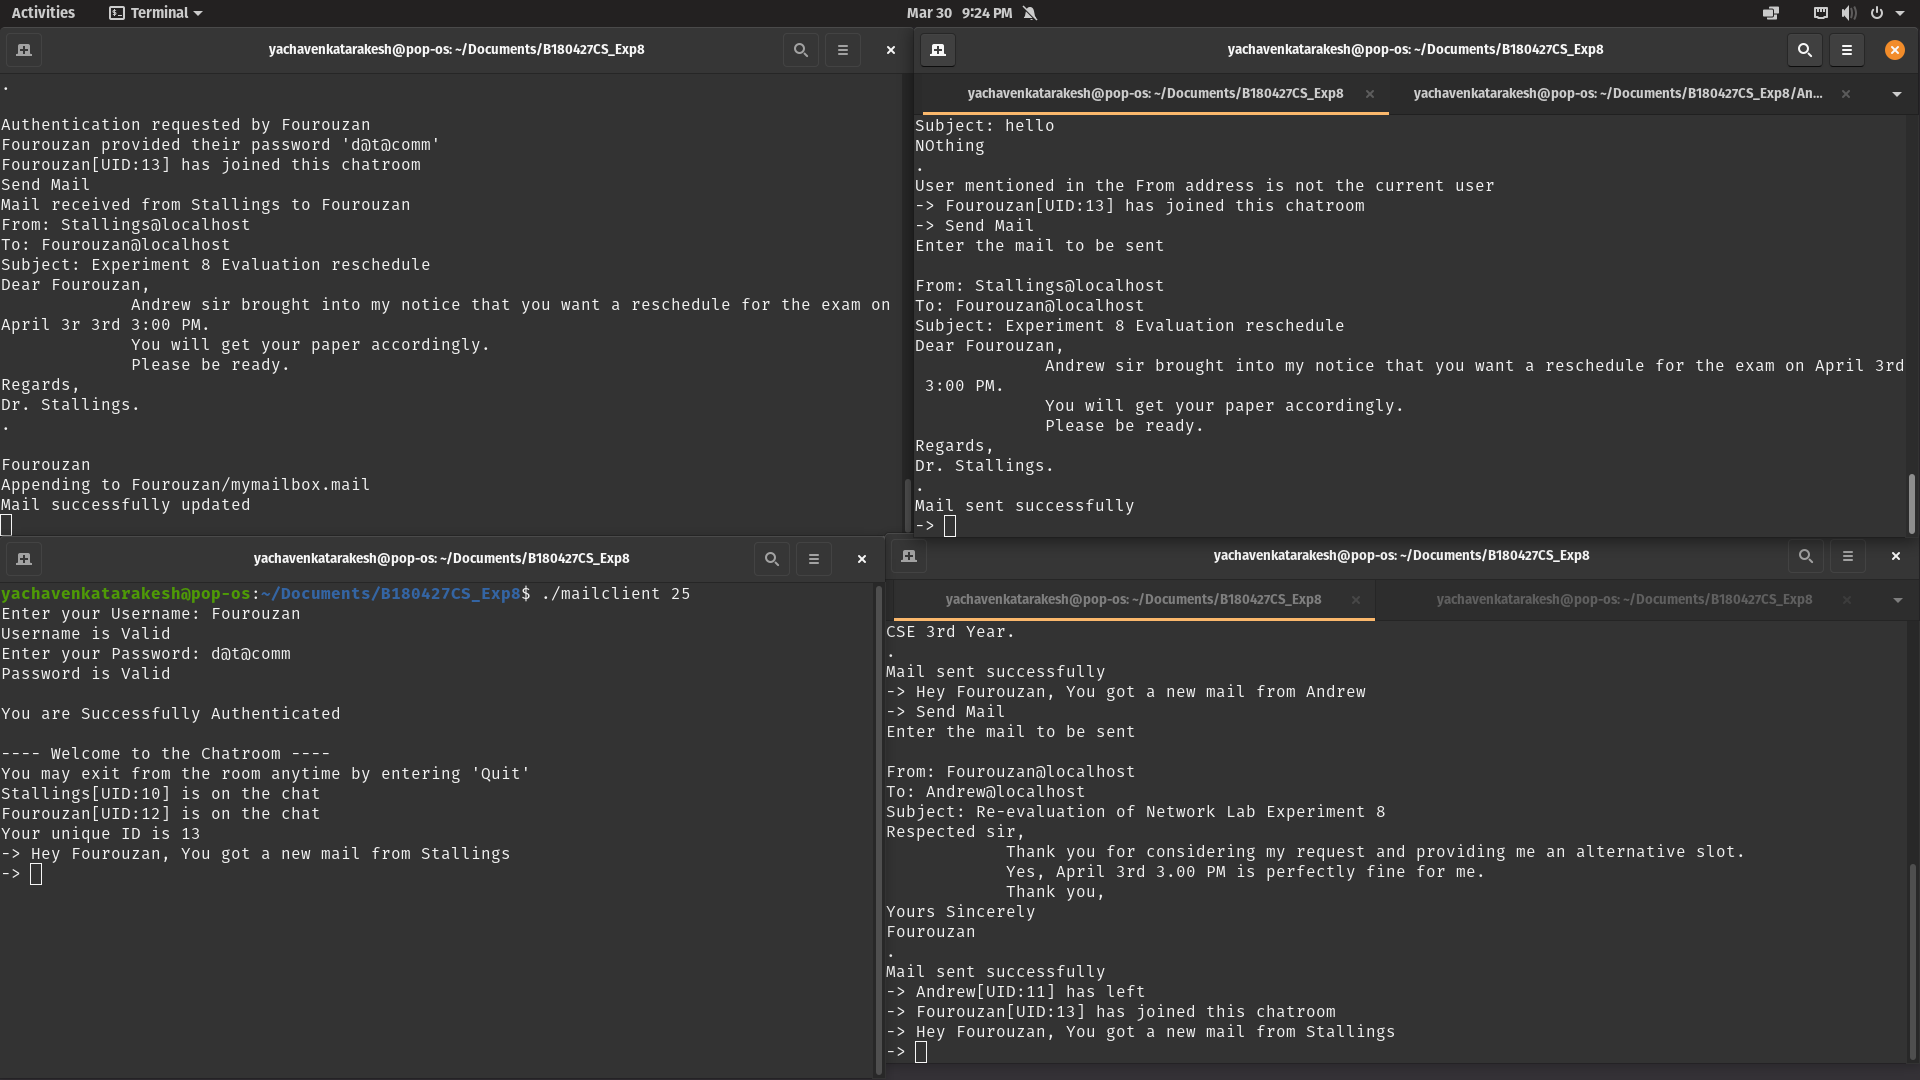 Activities
Terminal
Mar 30 9:24 PM
yachavenkatarakesh@pop-os: ~/Documents/B180427CS_Exp8
.
Authentication requested by Fourouzan
Fourouzan provided their password 'd@t@comm'
Fourouzan[UID:13] has joined this chatroom
Send Mail
Mail received from Stallings to Fourouzan
From: Stallings@localhost
To: Fourouzan@localhost
Subject: Experiment 8 Evaluation reschedule
Dear Fourouzan,
Andrew sir brought into my notice that you want a reschedule for the exam on
April 3r 3rd 3:00 PM.
You will get your paper accordingly.
Please be ready.
Regards,
Dr. Stallings.
.
Fourouzan
Appending to Fourouzan/mymailbox.mail
Mail successfully updated
yachavenkatarakesh@pop-os: ~/Documents/B180427CS_Exp8
yachavenkatarakesh@pop-os: ~/Documents/B180427CS_Exp8
yachavenkatarakesh@pop-os: ~/Documents/B180427CS_Exp8/An...
Subject: hello
NOthing
.
User mentioned in the From address is not the current user
-> Fourouzan[UID:13] has joined this chatroom
-> Send Mail
Enter the mail to be sent
From: Stallings@localhost
To: Fourouzan@localhost
Subject: Experiment 8 Evaluation reschedule
Dear Fourouzan,
Andrew sir brought into my notice that you want a reschedule for the exam on April 3rd
3:00 PM.
You will get your paper accordingly.
Please be ready.
Regards,
Dr. Stallings.
.
Mail sent successfully
->
yachavenkatarakesh@pop-os: ~/Documents/B180427CS_Exp8
yachavenkatarakesh@pop-os:~/Documents/B180427CS_Exp8$ ./mailclient 25
Enter your Username: Fourouzan
Username is Valid
Enter your Password: d@t@comm
Password is Valid
You are Successfully Authenticated
---- Welcome to the Chatroom ----
You may exit from the room anytime by entering 'Quit'
Stallings[UID:10] is on the chat
Fourouzan[UID:12] is on the chat
Your unique ID is 13
-> Hey Fourouzan, You got a new mail from Stallings
->
yachavenkatarakesh@pop-os: ~/Documents/B180427CS_Exp8
yachavenkatarakesh@pop-os: ~/Documents/B180427CS_Exp8
yachavenkatarakesh@pop-os: ~/Documents/B180427CS_Exp8
CSE 3rd Year.
.
Mail sent successfully
-> Hey Fourouzan, You got a new mail from Andrew
-> Send Mail
Enter the mail to be sent
From: Fourouzan@localhost
To: Andrew@localhost
Subject: Re-evaluation of Network Lab Experiment 8
Respected sir,
Thank you for considering my request and providing me an alternative slot.
Yes, April 3rd 3.00 PM is perfectly fine for me.
Thank you,
Yours Sincerely
Fourouzan
.
Mail sent successfully
-> Andrew[UID:11] has left
-> Fourouzan[UID:13] has joined this chatroom
-> Hey Fourouzan, You got a new mail from Stallings
->